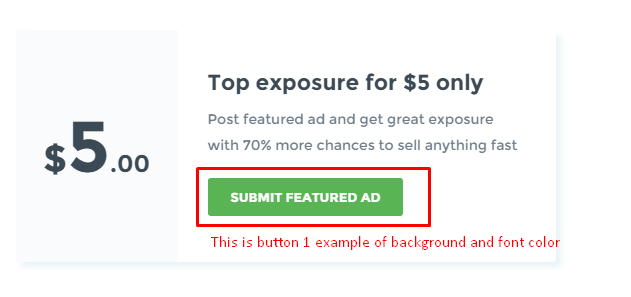 $5.00
Top exposure for $5 only
Post featured ad and get great exposure
with 70% more chances to sell anything fast
SUBMIT FEATURED AD
This is button 1 example of background and font color